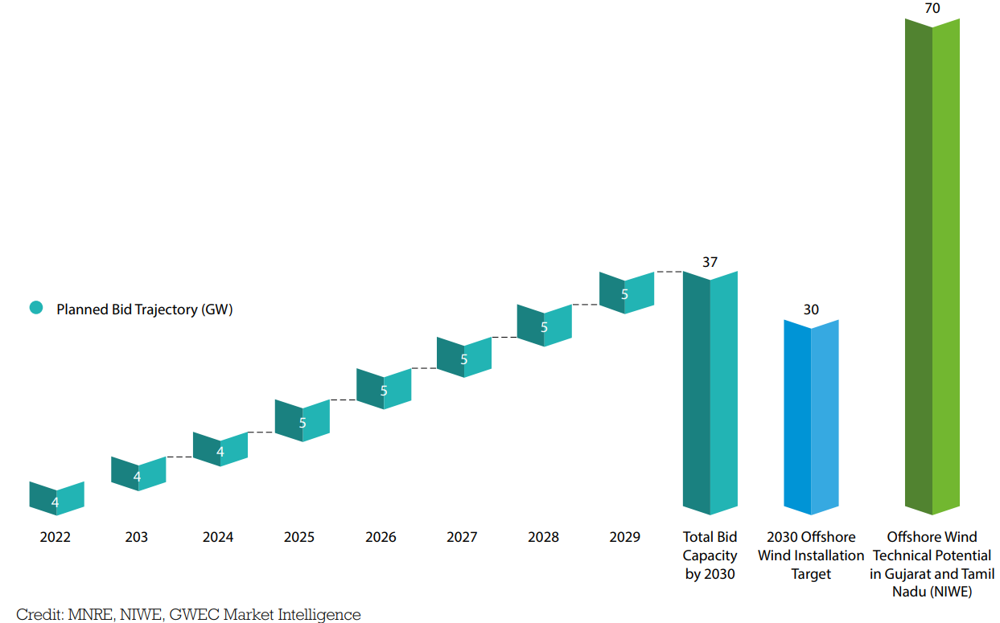 70
37
30
Planned Bid Trajectory (GW)
4
4
4
5
5
5
5
5
2022
203
2024
2025
2026
2027
2028
2029
Total Bid
Capacity
by 2030
2030 Offshore
Wind Installation
Target
Offshore Wind
Technical Potential
in Gujarat and Tamil
Nadu (NIWE)
Credit: MNRE, NIWE, GWEC Market Intelligence